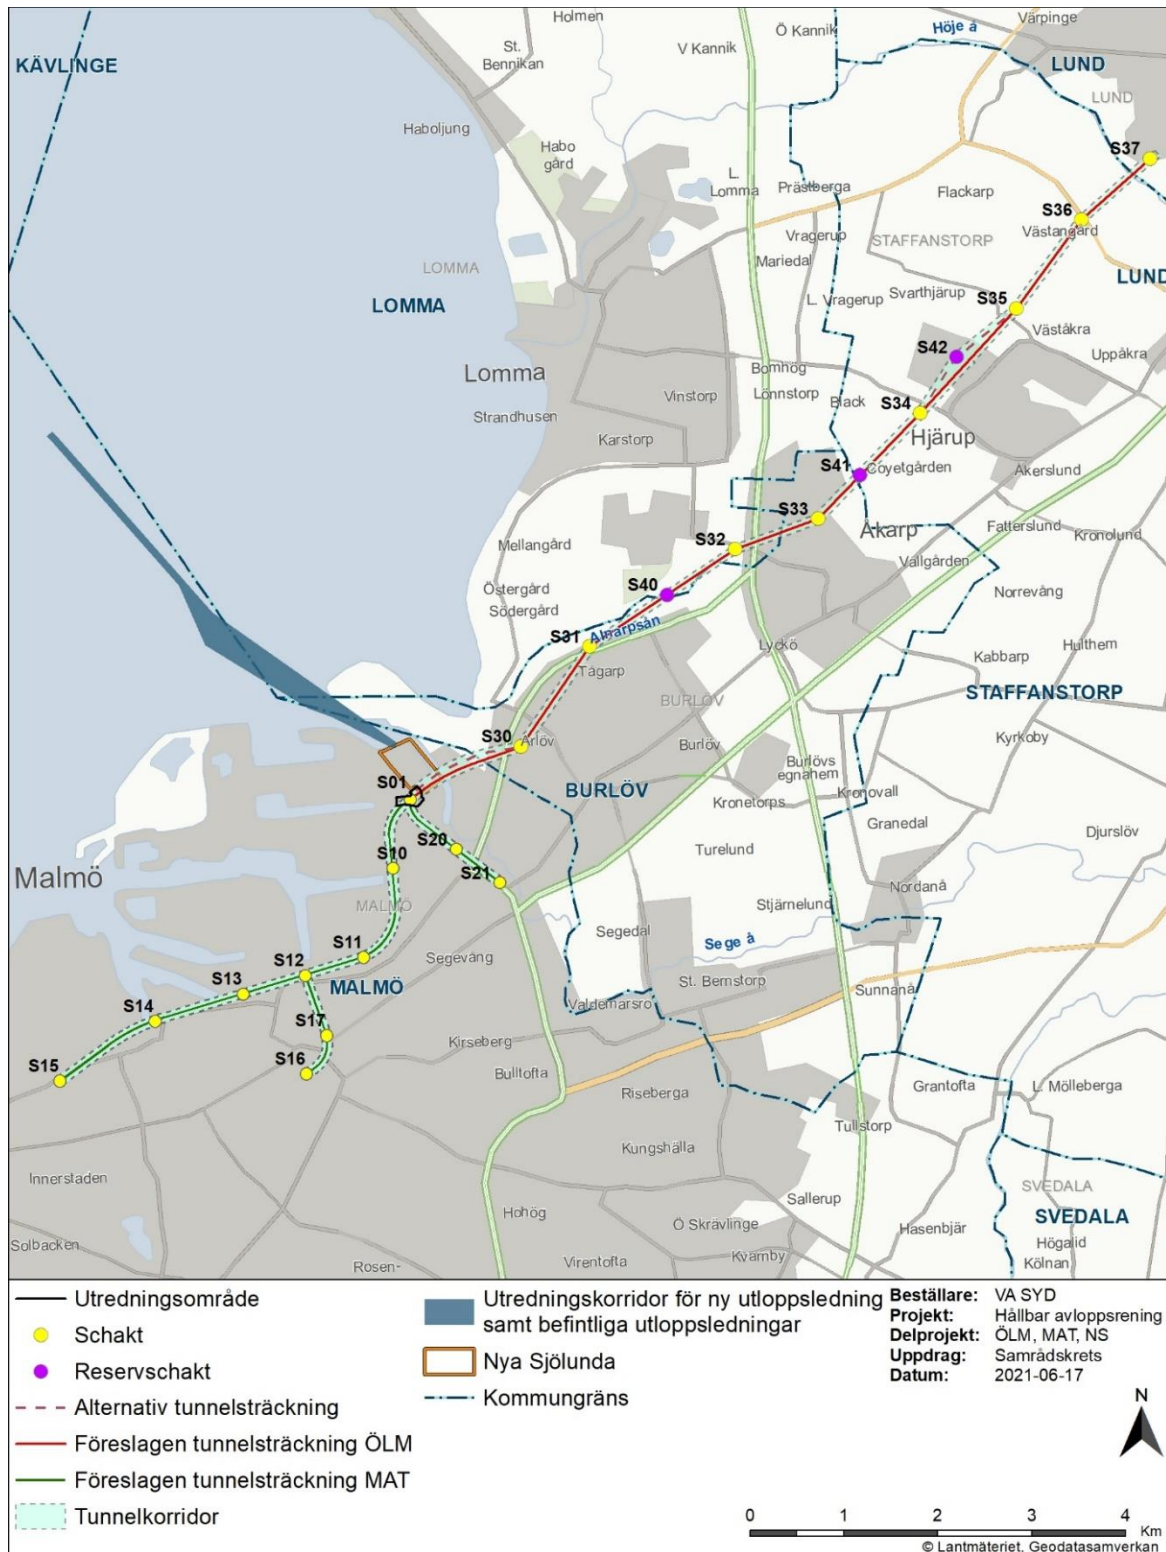 Holmen
Värpinge
St.
Bennikan
V Kannik
Ö Kannik
Höje å
KÄVLINGE
LUND
LUND
Haboljung
Habo
gård
S37
L.
Lomma
Prästberga
Flackarp
S36
Västangård
Vragerup
STAFFANSTORP
Mariedal
LOMMA
LUND
LOMMA
L. Vragerup
Svarthjärup
S35
Väståkra
S42
Uppåkra
Lomma
Bomhög
Lönnstorp
Vinstorp
Black
S34
Strandhusen
Hjärup
Karstorp
S41
Coyetgården
Åkerslund
S33
Åkarp
Fatterslund
Kronolund
S32
Mellangård
Vallgården
Östergård
Södergård
S40
Norrevång
Alnarpsån
S31
Lyckö
Hulthem
Kabbarp
Tågarp
BURLÖV
STAFFANSTORP
S30
Arlöv
Burlöv
Kyrkoby
Burlövs
egnahem
S01
BURLÖV
Kronetorps
Kronovall
Granedal
Djurslöv
S20
Turelund
Malmö
S10
S21
Nordanå
MALMÖ
Stjärnelund
Segedal
Sege å
S11
Segevång
S12
S13
MALMÖ
St. Bernstorp
Sunnanå
S14
Valdemarsro
S17
Kirseberg
S15
S16
Bulltofta
Grantofta
L. Mölleberga
Riseberga
Tullstorp
Kungshälla
Innerstaden
SVEDALA
Sallerup
Hohög
SVEDALA
Ö Skrävlinge
Hasenbjär
Solbacken
Högalid
Kvarnby
Kölnan
Rosen-
Virentofta
Utredningsområde
Schakt
Reservschakt
Alternativ tunnelsträckning
Föreslagen tunnelsträckning ÖLM
Föreslagen tunnelsträckning MAT
Tunnelkorridor
Utredningskorridor för ny utloppsledning
samt befintliga utloppsledningar
Nya Sjölunda
Kommungräns
Beställare: VA SYD
Projekt: Hållbar avloppsrening
Delprojekt: ÖLM, MAT, NS
Uppdrag: Samrådskrets
Datum: 2021-06-17
N
0 1 2 3 4
Km
© Lantmäteriet, Geodatasamverkan